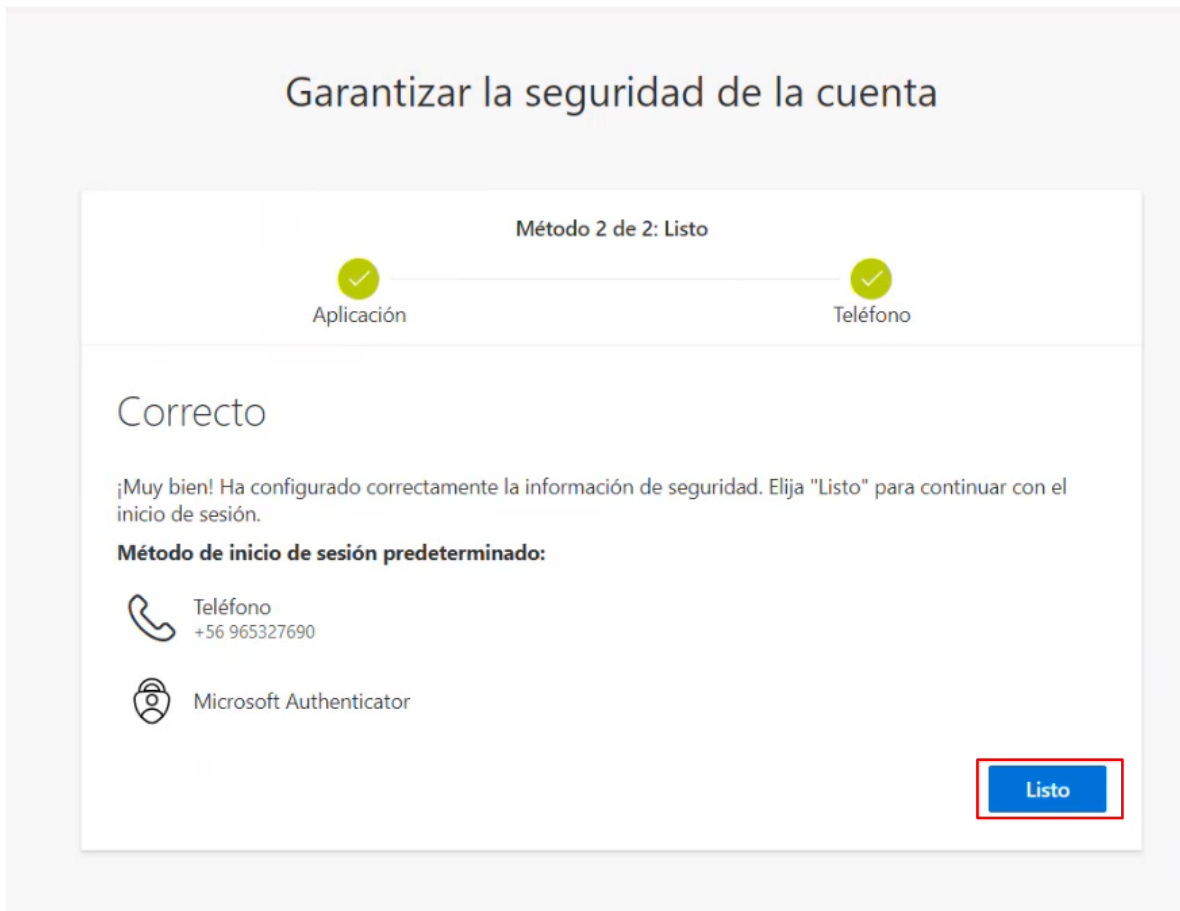 Garantizar la seguridad de la cuenta
Método 2 de 2: Listo
Aplicación
Teléfono
Correcto
¡Muy bien! Ha configurado correctamente la información de seguridad. Elija "Listo" para continuar con el
inicio de sesión.
Método de inicio de sesión predeterminado:
Teléfono
+56 965327690
Microsoft Authenticator
Listo